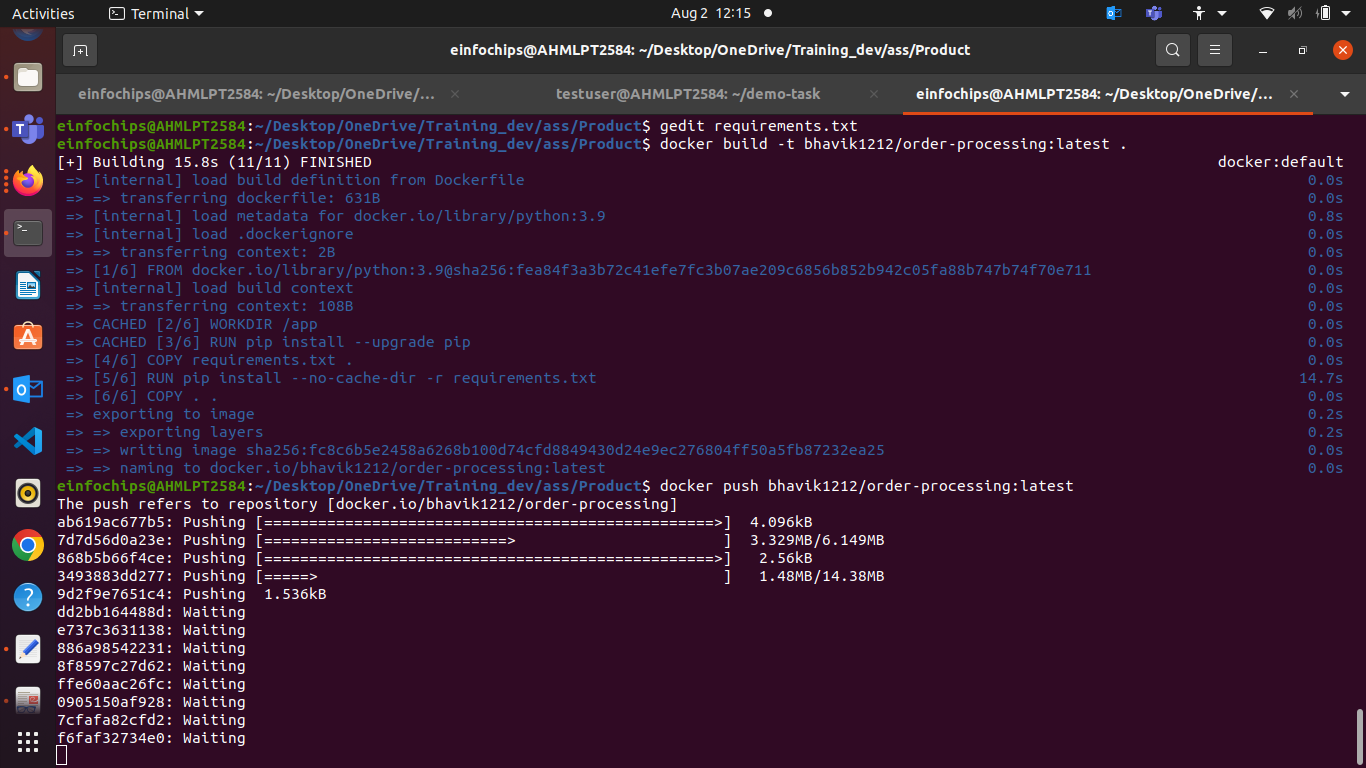 Activities
Terminal
Aug 2 12:15
einfochips@AHMLPT2584: ~/Desktop/OneDrive/Training_dev/ass/Product
einfochips@AHMLPT2584: ~/Desktop/OneDrive/...
testuser@AHMLPT2584: ~/demo-task
einfochips@AHMLPT2584: ~/Desktop/OneDrive/...
einfochips@AHMLPT2584:~/Desktop/OneDrive/Training_dev/ass/Product$ gedit requirements.txt
einfochips@AHMLPT2584:~/Desktop/OneDrive/Training_dev/ass/Product$ docker build -t bhavik1212/order-processing:latest .
[+] Building 15.8s (11/11) FINISHED docker:default
=> [internal] load build definition from Dockerfile 0.0s
=> => transferring dockerfile: 631B 0.0s
=> [internal] load metadata for docker.io/library/python:3.9 0.8s
=> [internal] load .dockerignore 0.0s
=> => transferring context: 2B 0.0s
=> [1/6] FROM docker.io/library/python:3.9@sha256:fea84f3a3b72c41efe7fc3b07ae209c6856b852b942c05fa88b747b74f70e711 0.0s
=> [internal] load build context 0.0s
=> => transferring context: 108B 0.0s
=> CACHED [2/6] WORKDIR /app 0.0s
=> CACHED [3/6] RUN pip install --upgrade pip 0.0s
=> [4/6] COPY requirements.txt . 0.0s
=> [5/6] RUN pip install --no-cache-dir -r requirements.txt 14.7s
=> [6/6] COPY . . 0.0s
=> exporting to image 0.2s
=> => exporting layers 0.2s
=> => writing image sha256:fc8c6b5e2458a6268b100d74cfd8849430d24e9ec276804ff50a5fb87232ea25 0.0s
=> => naming to docker.io/bhavik1212/order-processing:latest 0.0s
einfochips@AHMLPT2584:~/Desktop/OneDrive/Training_dev/ass/Product$ docker push bhavik1212/order-processing:latest
The push refers to repository [docker.io/bhavik1212/order-processing]
ab619ac677b5: Pushing [==================================================>] 4.096kB
7d7d56d0a23e: Pushing [===========================> ] 3.329MB/6.149MB
868b5b66f4ce: Pushing [==================================================>] 2.56kB
3493883dd277: Pushing [=====> ] 1.48MB/14.38MB
9d2f9e7651c4: Pushing 1.536kB
dd2bb164488d: Waiting
e737c3631138: Waiting
886a98542231: Waiting
8f8597c27d62: Waiting
ffe60aac26fc: Waiting
0905150af928: Waiting
7cfafa82cfd2: Waiting
f6faf32734e0: Waiting